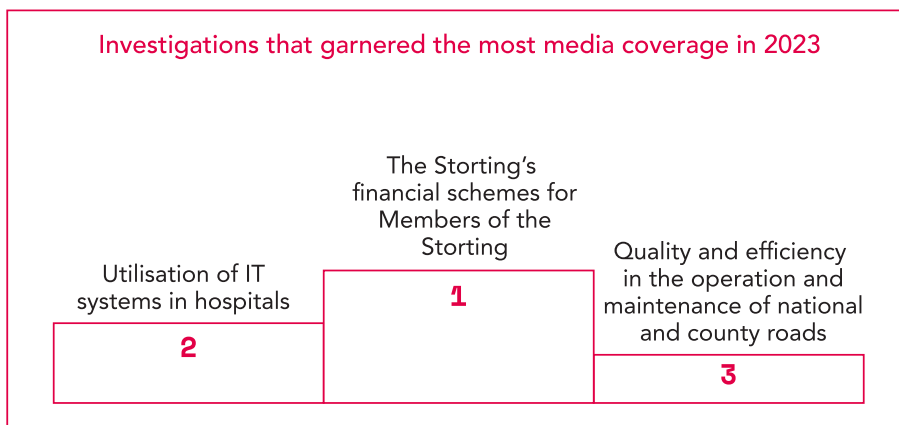 Investigations that garnered the most media coverage in 2023
The Storting’s
financial schemes for
Members of the
Storting
1
Utilisation of IT
systems in hospitals
2
Quality and efficiency
in the operation and
maintenance of national
and county roads
3